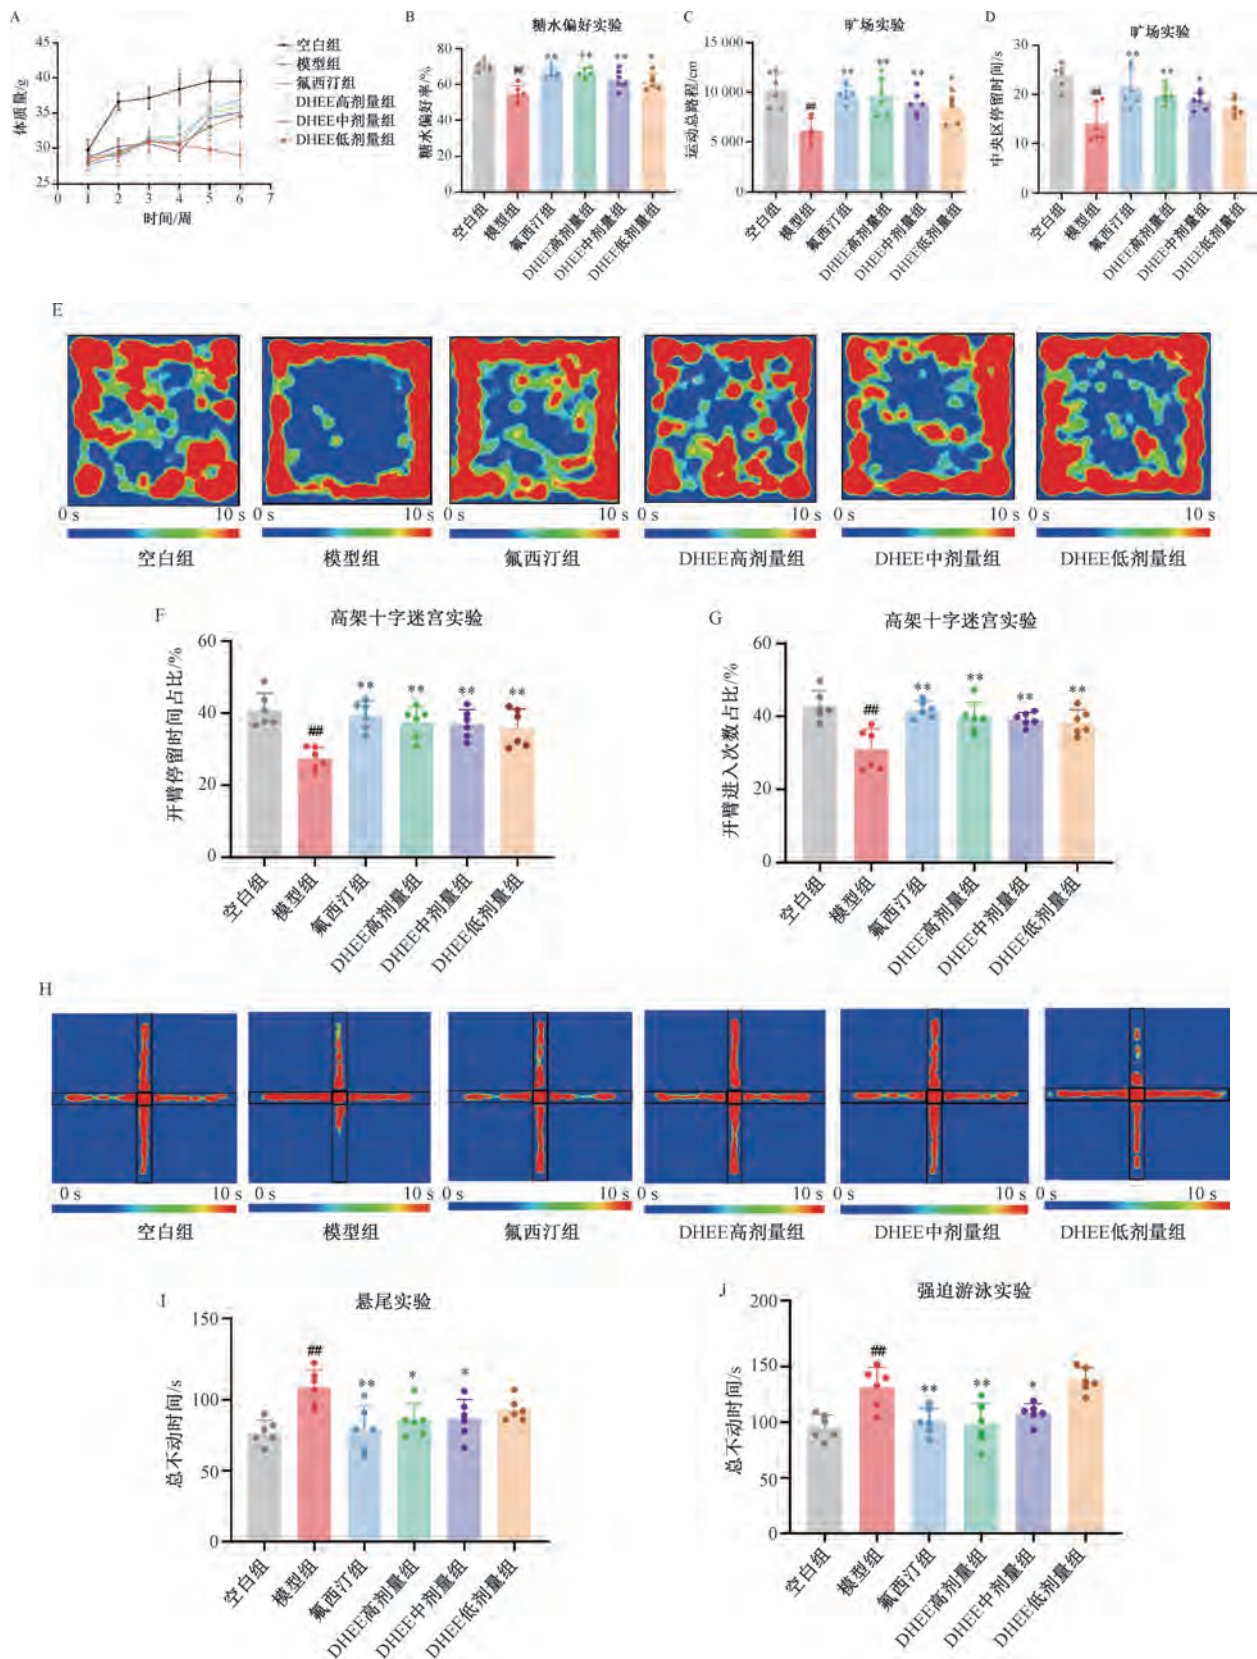 A
45
40
35
30
25
体质量/g
1 2 3 4 5 6 7
时间/周
空白组
模型组
氟西汀组
DHEE高剂量组
DHEE中剂量组
DHEE低剂量组
B
糖水偏好实验
80
60
40
20
0
糖水偏好率/%
##
**
**
**
*
空白组
模型组
氟西汀组
DHEE高剂量组
DHEE中剂量组
DHEE低剂量组
C
旷场实验
15 000
10 000
5 000
0
运动总路程/cm
##
**
**
**
*
空白组
模型组
氟西汀组
DHEE高剂量组
DHEE中剂量组
DHEE低剂量组
D
旷场实验
30
20
10
0
中央区停留时间/s
##
**
**
*
空白组
模型组
氟西汀组
DHEE高剂量组
DHEE中剂量组
DHEE低剂量组
E
0 s 10 s
空白组
0 s 10 s
模型组
0 s 10 s
氟西汀组
0 s 10 s
DHEE高剂量组
0 s 10 s
DHEE中剂量组
0 s 10 s
DHEE低剂量组
F
高架十字迷宫实验
60
40
20
0
开臂停留时间占比/%
##
**
**
**
**
空白组
模型组
氟西汀组
DHEE高剂量组
DHEE中剂量组
DHEE低剂量组
G
高架十字迷宫实验
60
40
20
0
开臂进入次数占比/%
##
**
**
**
**
空白组
模型组
氟西汀组
DHEE高剂量组
DHEE中剂量组
DHEE低剂量组
H
0 s 10 s
空白组
0 s 10 s
模型组
0 s 10 s
氟西汀组
0 s 10 s
DHEE高剂量组
0 s 10 s
DHEE中剂量组
0 s 10 s
DHEE低剂量组
I
悬尾实验
150
100
50
0
总不动时间/s
##
**
*
*
空白组
模型组
氟西汀组
DHEE高剂量组
DHEE中剂量组
DHEE低剂量组
J
强迫游泳实验
200
150
100
50
0
总不动时间/s
##
**
**
*
空白组
模型组
氟西汀组
DHEE高剂量组
DHEE中剂量组
DHEE低剂量组